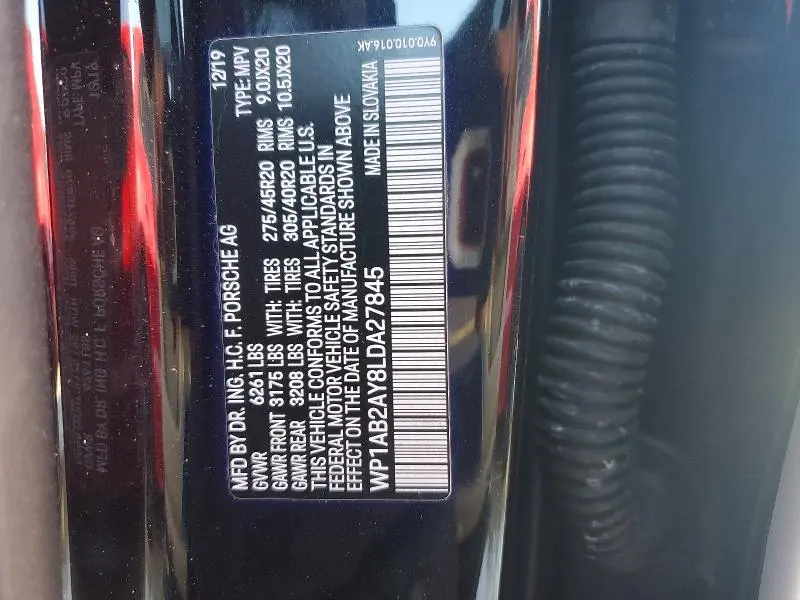 MFD BY DR. ING. H.C. F. PORSCHE AG 12/19
GVWR 6261 LBS TYPE: MPV
GAWR FRONT 3175 LBS WITH: TIRES 275/45R20 RIMS 9.0JX20
GAWR REAR 3208 LBS WITH: TIRES 305/40R20 RIMS 10.5JX20
THIS VEHICLE CONFORMS TO ALL APPLICABLE U.S.
FEDERAL MOTOR VEHICLE SAFETY STANDARDS IN
EFFECT ON THE DATE OF MANUFACTURE SHOWN ABOVE
WP1AB2AY8LDA27845 MADE IN SLOVAKIA
9Y0.010.016.AK